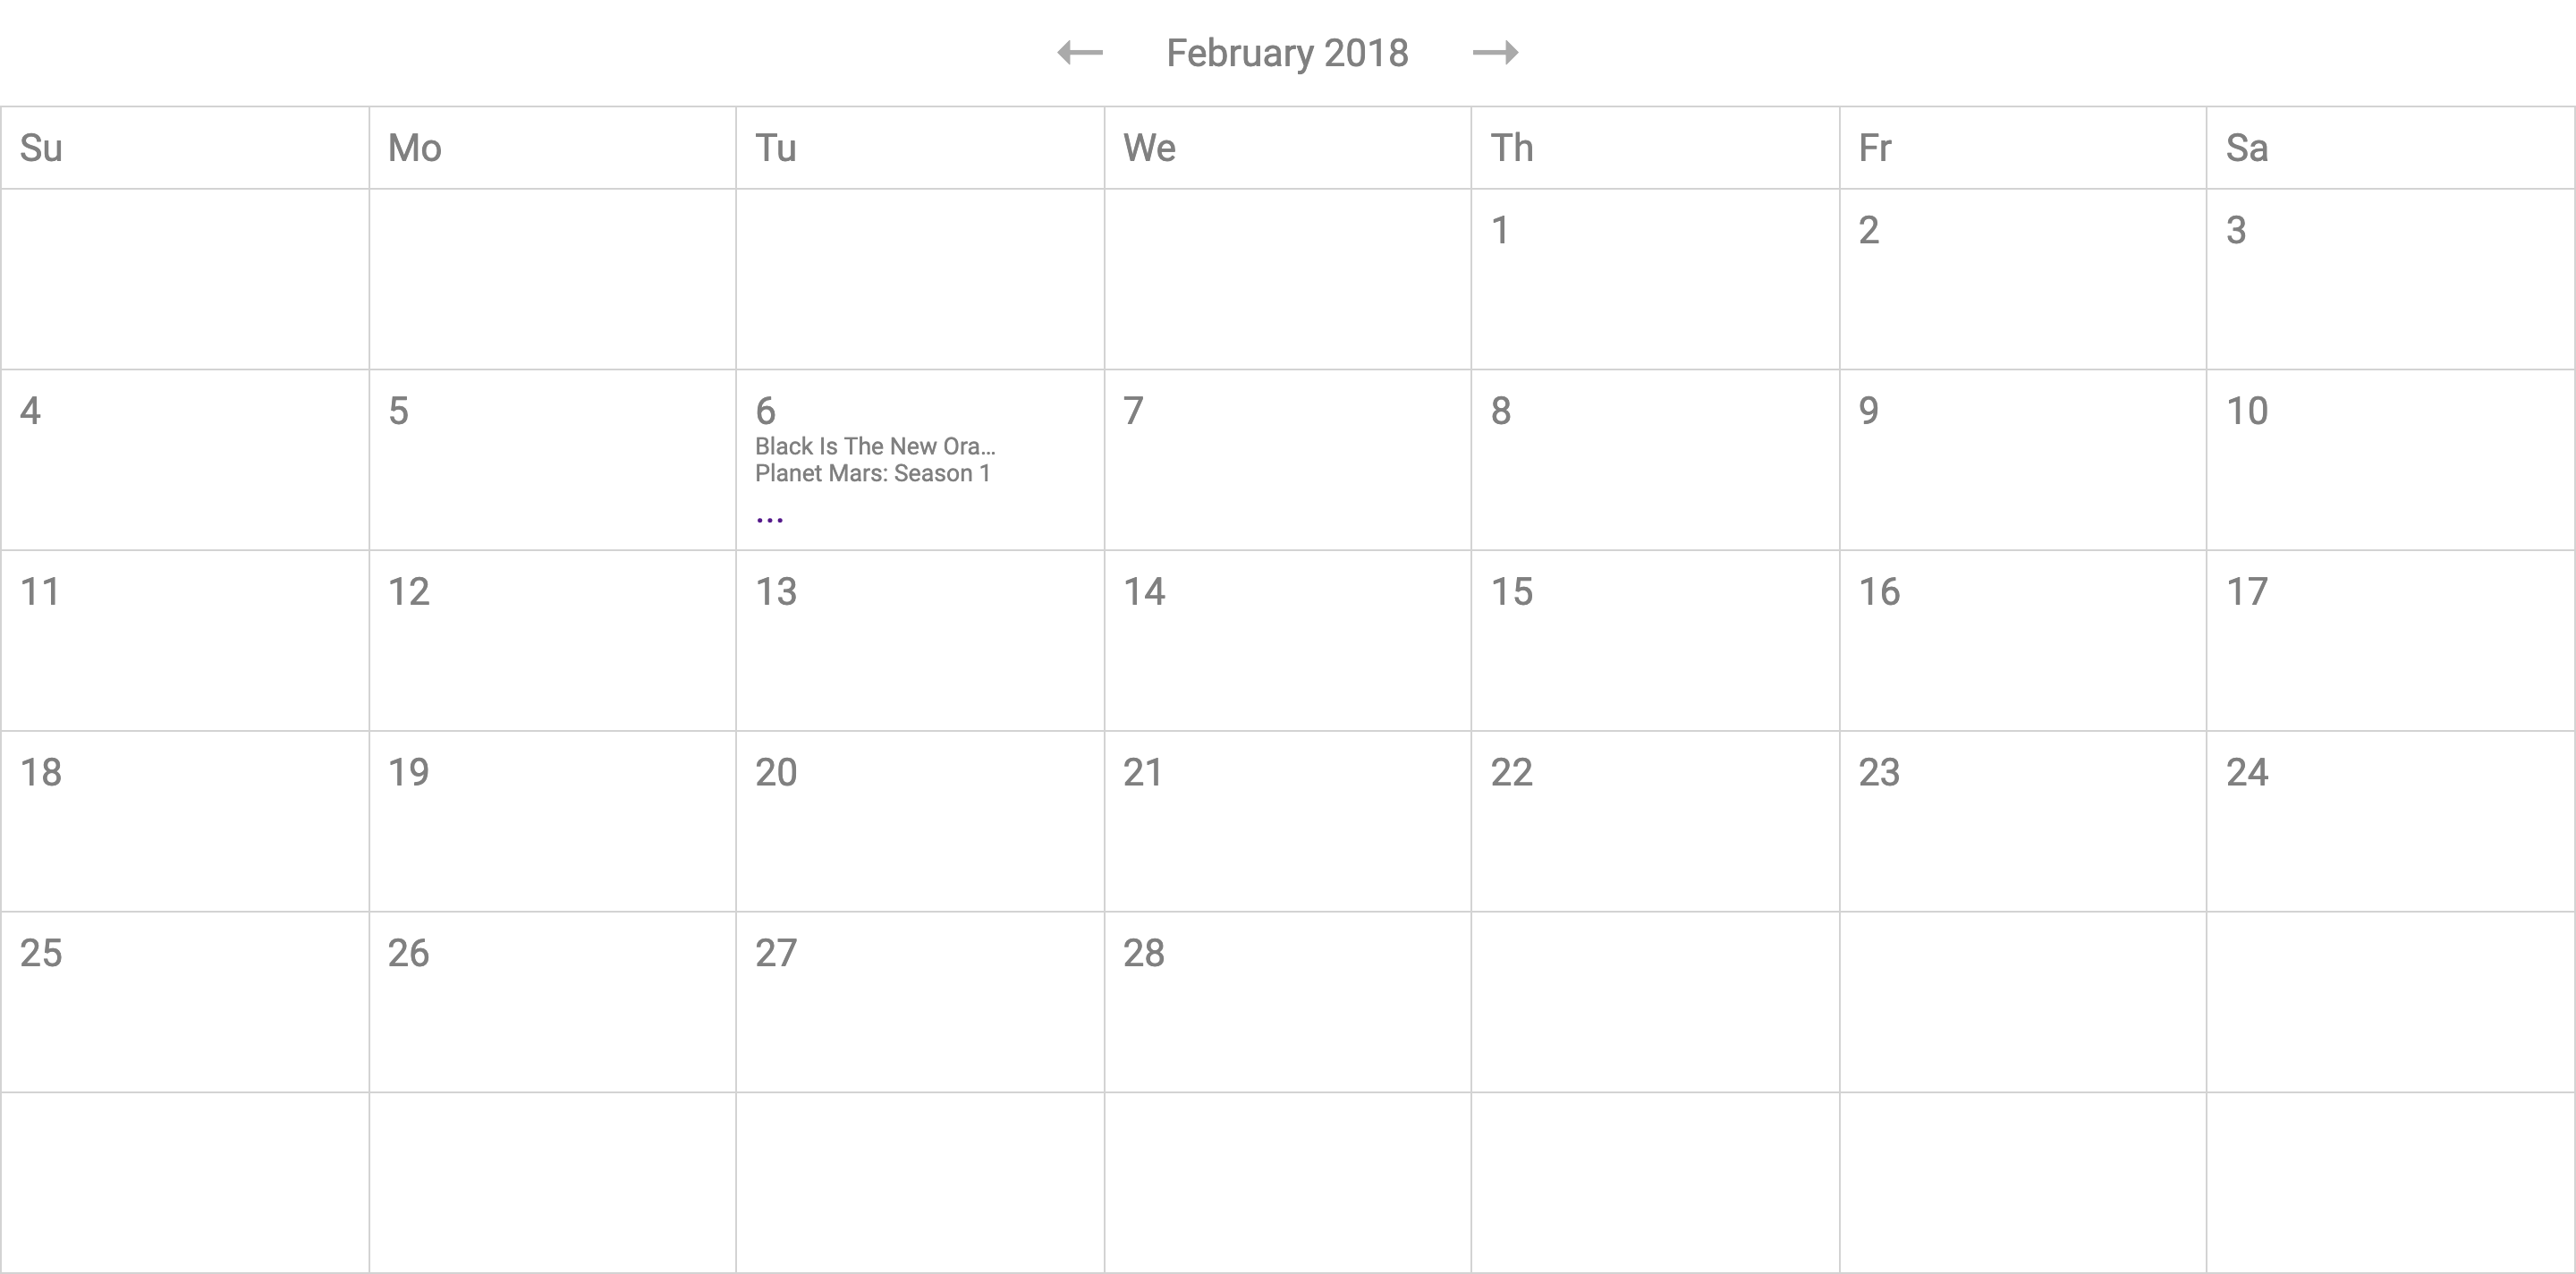 February 2018
Su Mo Tu We Th Fr Sa
1 2 3
4 5 6 7 8 9 10
Black Is The New Ora...
Planet Mars: Season 1
...
11 12 13 14 15 16 17
18 19 20 21 22 23 24
25 26 27 28